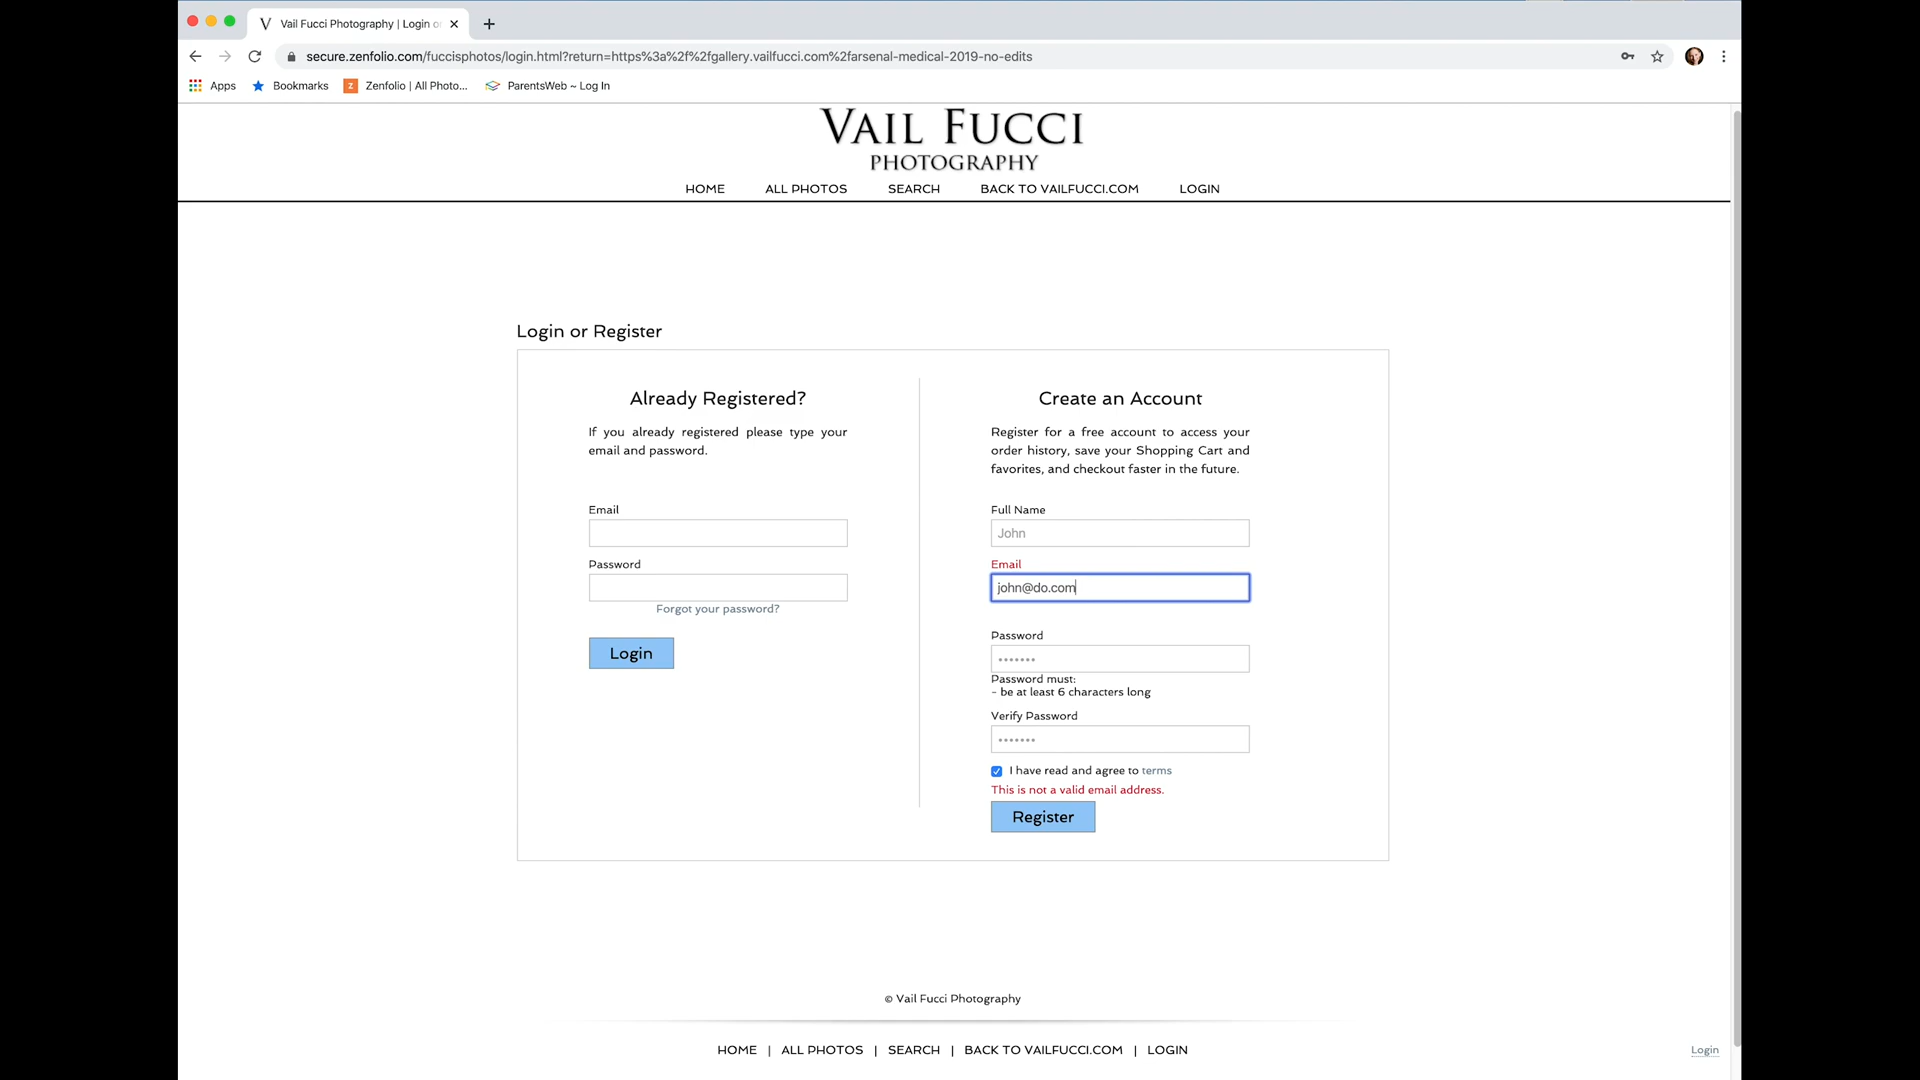 Vail Fucci Photography | Login o
secure.zenfolio.com/fuccisphotos/login.html?return=https%3a%2f%2fgallery.vailfucci.com%2farsenal-medical-2019-no-edits
Apps Bookmarks Z Zenfolio | All Photo... ParentsWeb ~ Log In
VAIL FUCCI
PHOTOGRAPHY
HOME ALL PHOTOS SEARCH BACK TO VAILFUCCI.COM LOGIN
Login or Register
Already Registered?
If you already registered please type your
email and password.
Email
Password
Forgot your password?
Login
Create an Account
Register for a free account to access your
order history, save your Shopping Cart and
favorites, and checkout faster in the future.
Full Name
John
Email
john@do.com
Password
•••••••
Password must:
- be at least 6 characters long
Verify Password
•••••••
I have read and agree to terms
This is not a valid email address.
Register
© Vail Fucci Photography
HOME | ALL PHOTOS | SEARCH | BACK TO VAILFUCCI.COM | LOGIN
Login